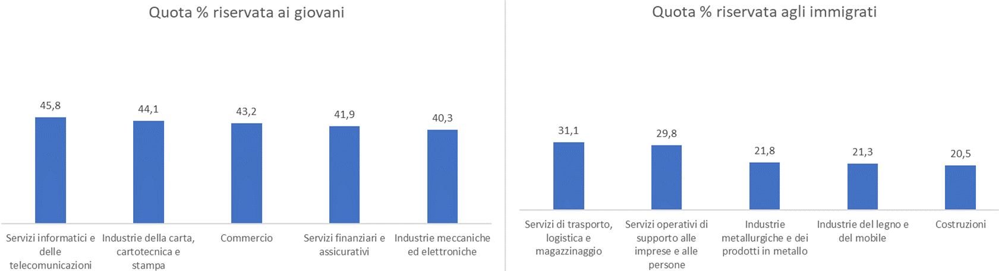 Quota % riservata ai giovani
45,8
44,1
43,2
41,9
40,3
Servizi informatici e
delle
telecomunicazioni
Industrie della carta,
cartotecnica e
stampa
Commercio
Servizi finanziari e
assicurativi
Industrie meccaniche
ed elettroniche
Quota % riservata agli immigrati
31,1
29,8
21,8
21,3
20,5
Servizi di trasporto,
logistica e
magazzinaggio
Servizi operativi di
supporto alle
imprese e alle
persone
Industrie
metallurgiche e dei
prodotti in metallo
Industrie del legno e
del mobile
Costruzioni